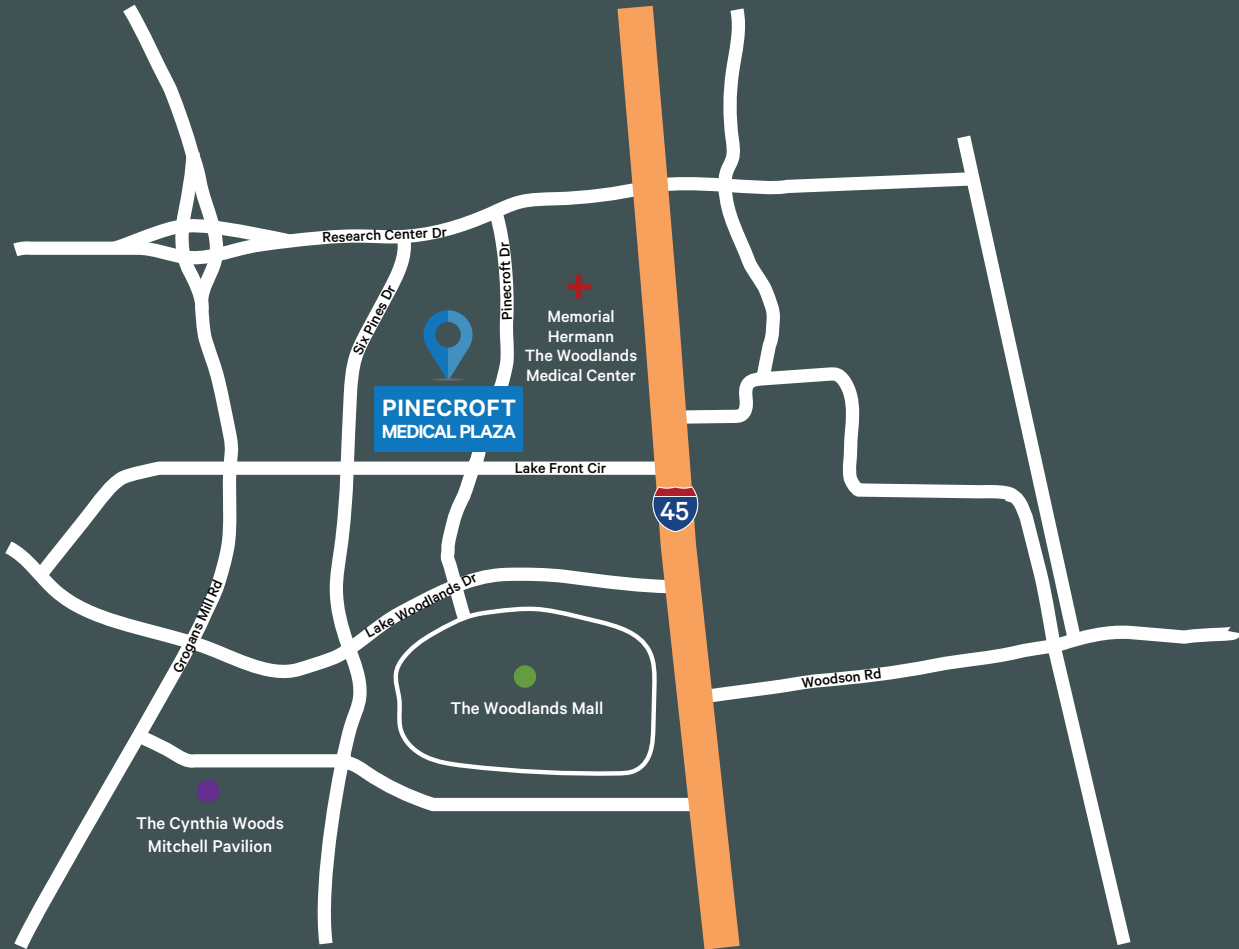 Research Center Dr
Six Pines Dr
Pinecroft Dr
Memorial
Hermann
The Woodlands
Medical Center
PINECROFT
MEDICAL PLAZA
Lake Front Cir
45
Grogans Mill Rd
Lake Woodlands Dr
Woodson Rd
The Woodlands Mall
The Cynthia Woods
Mitchell Pavilion